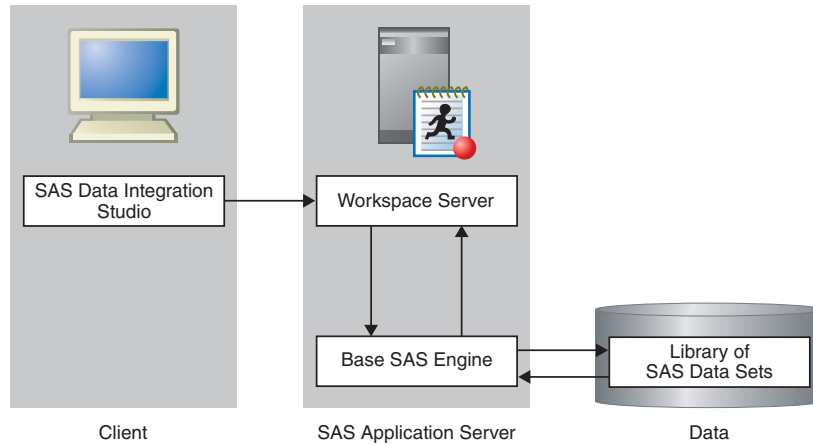 SAS Data Integration
Studio
Workspace Server
Base SAS Engine
Library of
SAS Data Sets
Client
SAS Application Server
Data